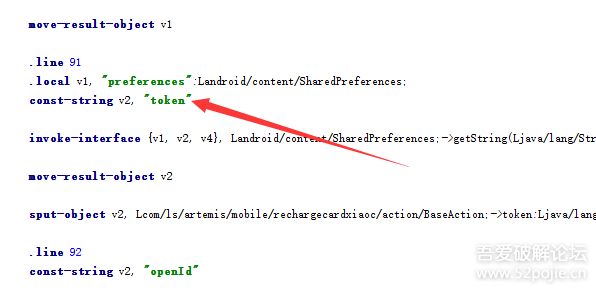 move-result-object v1
.line 91
.local v1, "preferences":Landroid/content/SharedPreferences;
const-string v2, "token"
invoke-interface {v1, v2, v4}, Landroid/content/SharedPreferences;->getString(Ljava/lang/Str
move-result-object v2
sput-object v2, Lcom/ls/artemis/mobile/rechargecardxiaoc/action/BaseAction;->token:Ljava/lang
.line 92
const-string v2, "openId"
吾爱破解论坛
www.52pojie.cn